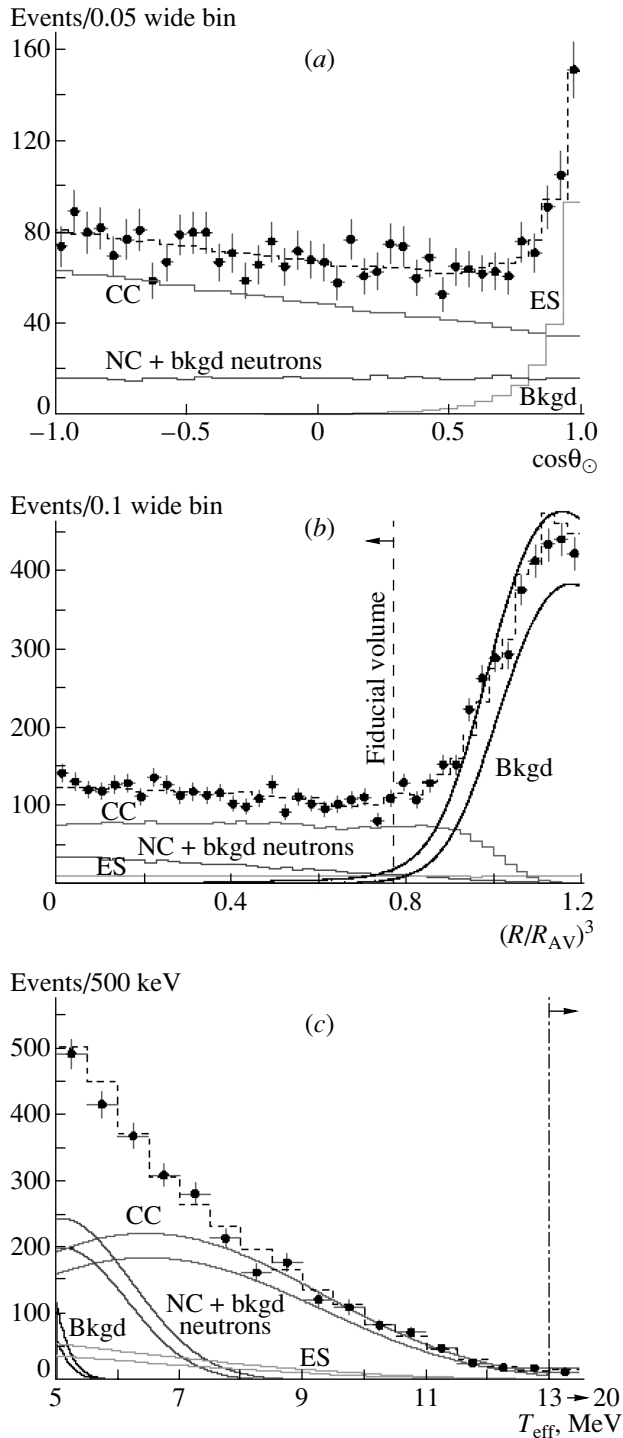 Events/0.05 wide bin
(a)
160
120
80
40
0
CC
ES
NC + bkgd neutrons
Bkgd
−1.0 −0.5 0 0.5 1.0
cosθ⊙
Events/0.1 wide bin
(b)
400
300
200
100
Fiducial volume
Bkgd
CC
NC + bkgd neutrons
ES
0 0.4 0.8 1.2
(R/R_AV)³
Events/500 keV
(c)
500
400
300
200
100
0
CC
NC + bkgd
neutrons
Bkgd
ES
5 7 9 11 13 → 20
T_eff, MeV